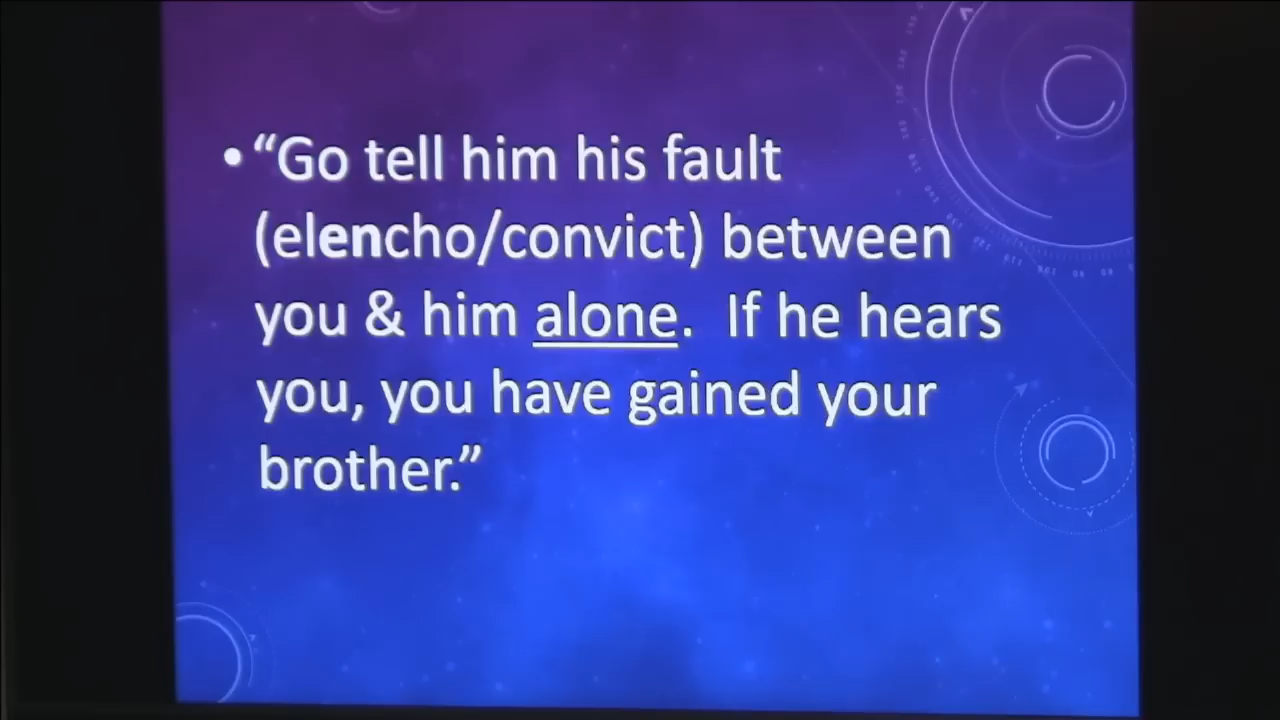 • “Go tell him his fault
(elencho/convict) between
you & him alone.  If he hears
you, you have gained your
brother.”